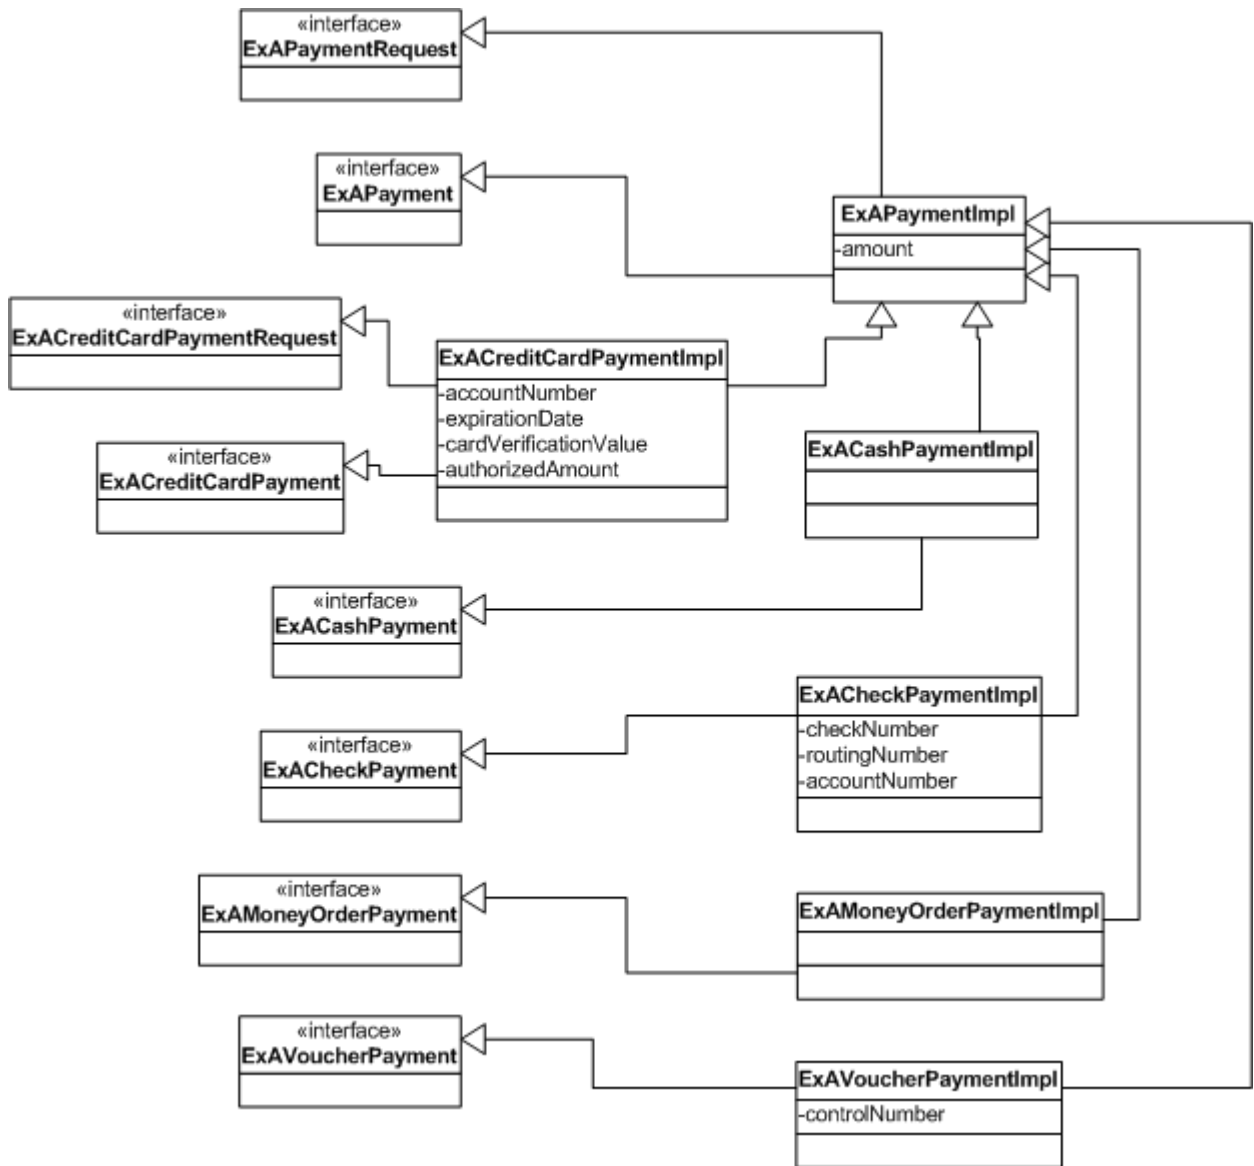 «interface»
ExAPaymentRequest
«interface»
ExAPayment
ExAPaymentImpl
-amount
«interface»
ExACreditCardPaymentRequest
ExACreditCardPaymentImpl
-accountNumber
-expirationDate
-cardVerificationValue
-authorizedAmount
«interface»
ExACreditCardPayment
ExACashPaymentImpl
«interface»
ExACashPayment
ExACheckPaymentImpl
-checkNumber
-routingNumber
-accountNumber
«interface»
ExACheckPayment
«interface»
ExAMoneyOrderPayment
ExAMoneyOrderPaymentImpl
«interface»
ExAVoucherPayment
ExAVoucherPaymentImpl
-controlNumber